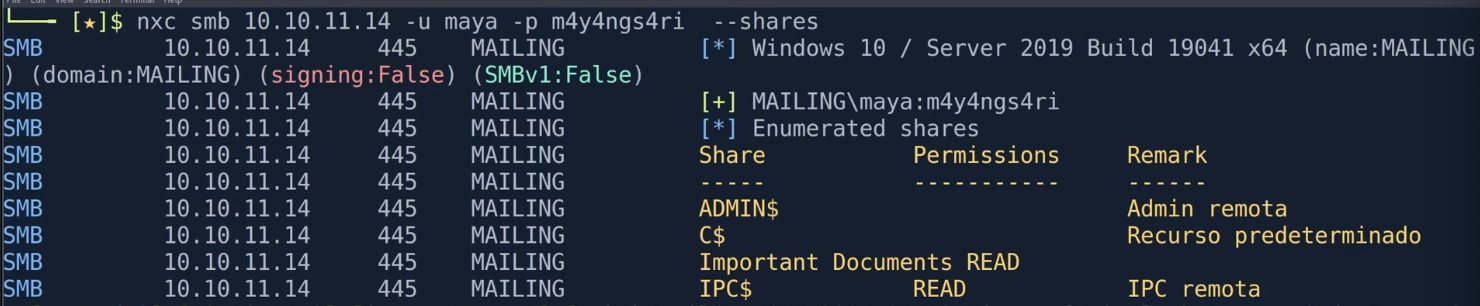 File Edit View Search Terminal Help
└── [★]$ nxc smb 10.10.11.14 -u maya -p m4y4ngs4ri  --shares
SMB         10.10.11.14     445    MAILING          [*] Windows 10 / Server 2019 Build 19041 x64 (name:MAILING
) (domain:MAILING) (signing:False) (SMBv1:False)
SMB         10.10.11.14     445    MAILING          [+] MAILING\maya:m4y4ngs4ri
SMB         10.10.11.14     445    MAILING          [*] Enumerated shares
SMB         10.10.11.14     445    MAILING          Share           Permissions     Remark
SMB         10.10.11.14     445    MAILING          -----           -----------     ------
SMB         10.10.11.14     445    MAILING          ADMIN$                          Admin remota
SMB         10.10.11.14     445    MAILING          C$                              Recurso predeterminado
SMB         10.10.11.14     445    MAILING          Important Documents READ
SMB         10.10.11.14     445    MAILING          IPC$            READ            IPC remota